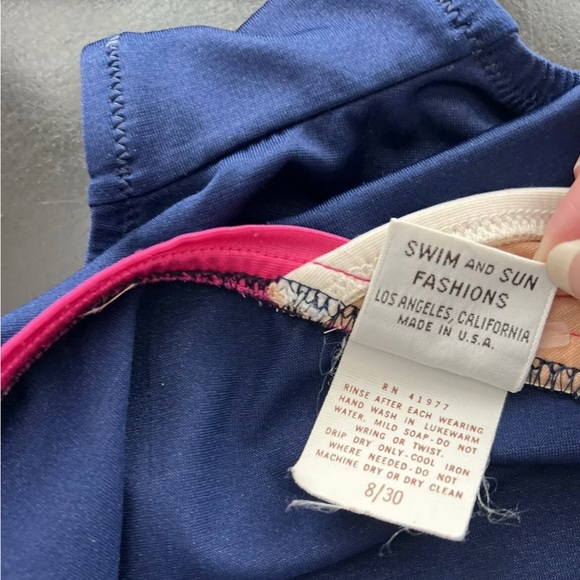 SWIM AND SUN
FASHIONS
LOS ANGELES, CALIFORNIA
MADE IN U.S.A.
RN 41977
RINSE AFTER EACH WEARING
HAND WASH IN LUKEWARM
WATER. MILD SOAP-DO NOT
WRING OR TWIST.
DRIP DRY ONLY-COOL IRON
WHERE NEEDED-DO NOT
MACHINE DRY OR DRY CLEAN
8/30